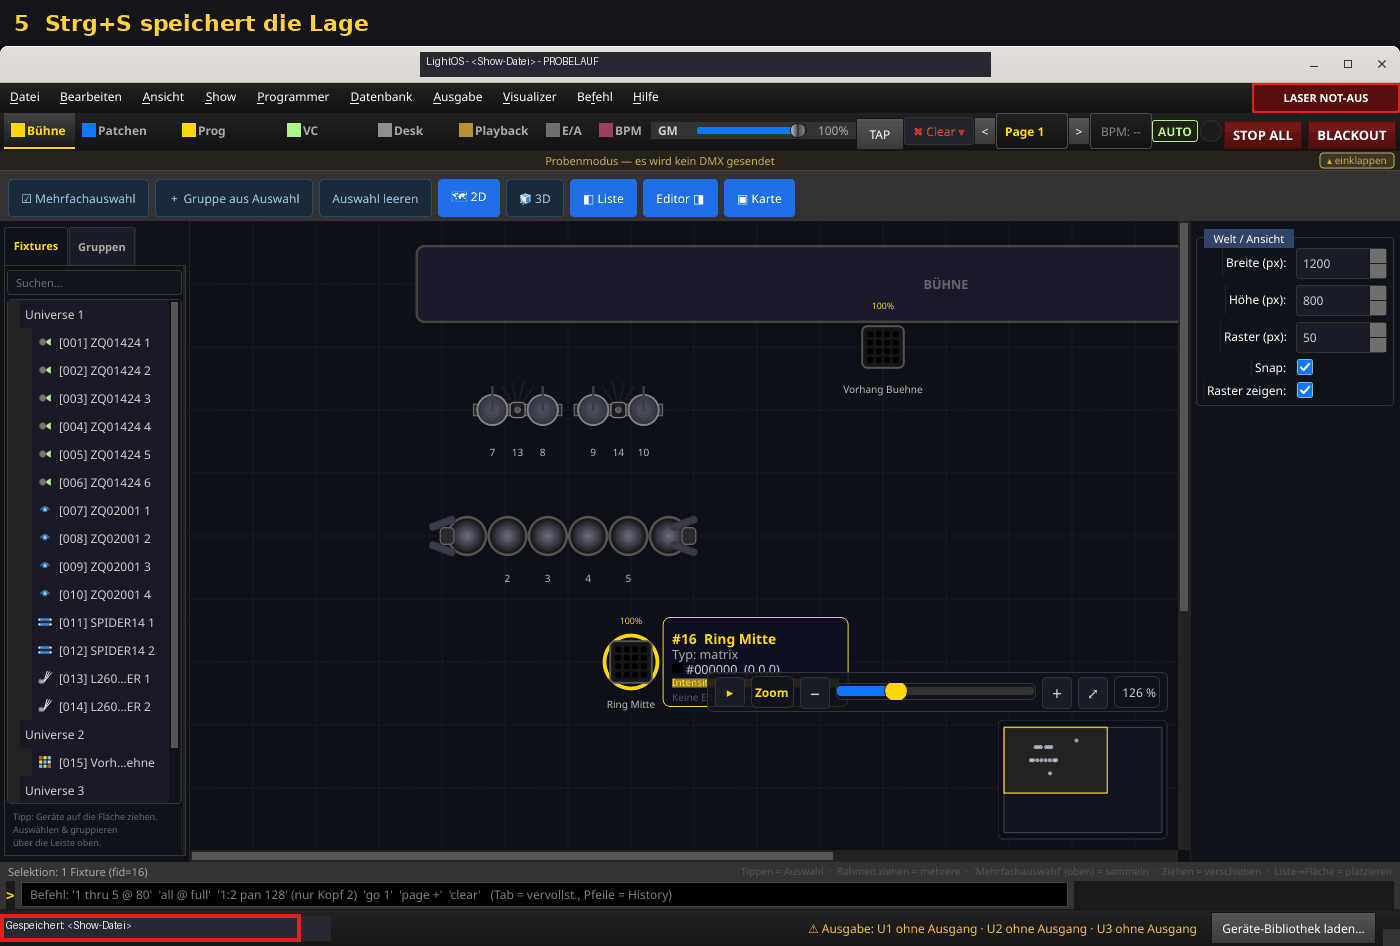 5 Strg+S speichert die Lage
LightOS - <Show-Datei> - PROBELAUF
Datei Bearbeiten Ansicht Show Programmer Datenbank Ausgabe Visualizer Befehl Hilfe
LASER NOT-AUS
Bühne Patchen Prog VC Desk Playback E/A BPM GM 100% TAP Clear < Page 1 > BPM: -- AUTO STOP ALL BLACKOUT
Probenmodus — es wird kein DMX gesendet
einklappen
Mehrfachauswahl + Gruppe aus Auswahl Auswahl leeren 2D 3D Liste Editor Karte
Fixtures Gruppen
Suchen...
Universe 1
[001] ZQ01424 1
[002] ZQ01424 2
[003] ZQ01424 3
[004] ZQ01424 4
[005] ZQ01424 5
[006] ZQ01424 6
[007] ZQ02001 1
[008] ZQ02001 2
[009] ZQ02001 3
[010] ZQ02001 4
[011] SPIDER14 1
[012] SPIDER14 2
[013] L260...ER 1
[014] L260...ER 2
Universe 2
[015] Vorh...ehne
Universe 3
Tipp: Geräte auf die Fläche ziehen.
Auswählen & gruppieren
über die Leiste oben.
BÜHNE
100%
Vorhang Buehne
7 13 8 9 14 10
2 3 4 5
100%
Ring Mitte
#16 Ring Mitte
Typ: matrix
#000000 (0,0,0)
Intensit
Keine E
Zoom − + 126 %
Welt / Ansicht
Breite (px): 1200
Höhe (px): 800
Raster (px): 50
Snap:
Raster zeigen:
Selektion: 1 Fixture (fid=16)
Tippen = Auswahl · Rahmen ziehen = mehrere · 'Mehrfachauswahl' (oben) = sammeln · Ziehen = verschieben · Liste→Fläche = platzieren
> Befehl: '1 thru 5 @ 80' 'all @ full' '1:2 pan 128' (nur Kopf 2) 'go 1' 'page +' 'clear' (Tab = vervollst., Pfeile = History)
Gespeichert: <Show-Datei>
⚠ Ausgabe: U1 ohne Ausgang · U2 ohne Ausgang · U3 ohne Ausgang
Geräte-Bibliothek laden...